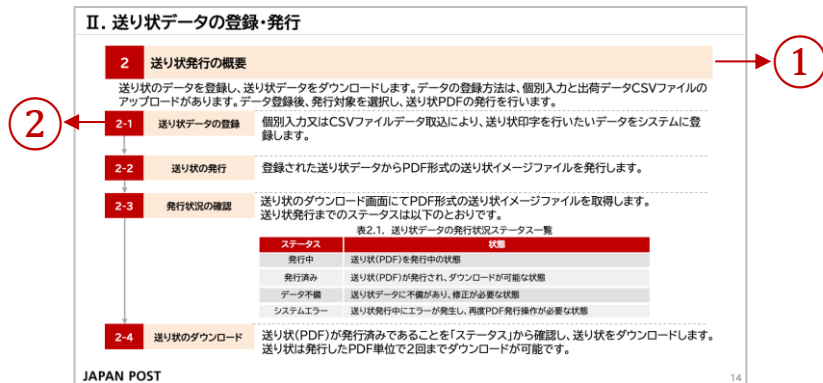 Ⅱ. 送り状データの登録・発行
2 送り状発行の概要
①
送り状のデータを登録し、送り状データをダウンロードします。データの登録方法は、個別入力と出荷データCSVファイルの
アップロードがあります。データ登録後、発行対象を選択し、送り状PDFの発行を行います。
②
2-1 送り状データの登録 個別入力又はCSVファイルデータ取込により、送り状印字を行いたいデータをシステムに登
録します。
2-2 送り状の発行 登録された送り状データからPDF形式の送り状イメージファイルを発行します。
2-3 発行状況の確認 送り状のダウンロード画面にてPDF形式の送り状イメージファイルを取得します。
送り状発行までのステータスは以下のとおりです。
表2.1. 送り状データの発行状況ステータス一覧
ステータス 状態
発行中 送り状(PDF)を発行中の状態
発行済み 送り状(PDF)が発行され、ダウンロードが可能な状態
データ不備 送り状データに不備があり、修正が必要な状態
システムエラー 送り状発行中にエラーが発生し、再度PDF発行操作が必要な状態
2-4 送り状のダウンロード 送り状(PDF)が発行済みであることを「ステータス」から確認し、送り状をダウンロードします。
送り状は発行したPDF単位で2回までダウンロードが可能です。
JAPAN POST 14